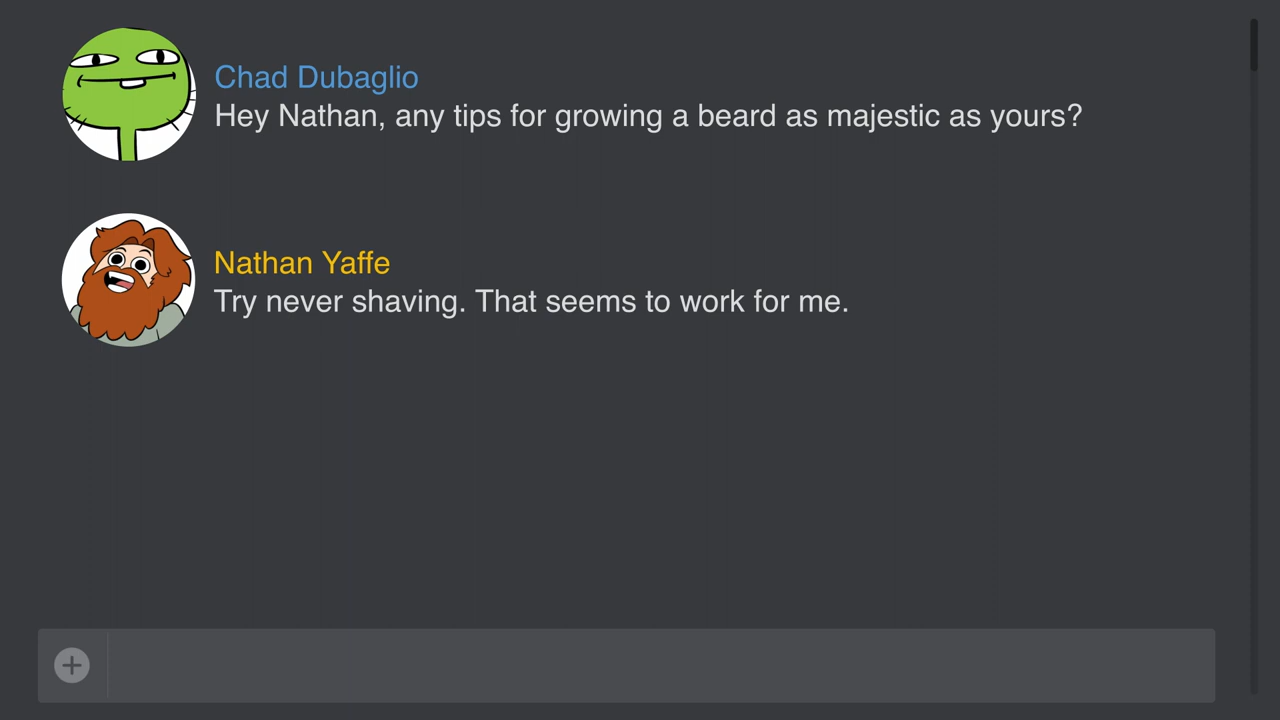 Chad Dubaglio
Hey Nathan, any tips for growing a beard as majestic as yours?
Nathan Yaffe
Try never shaving. That seems to work for me.